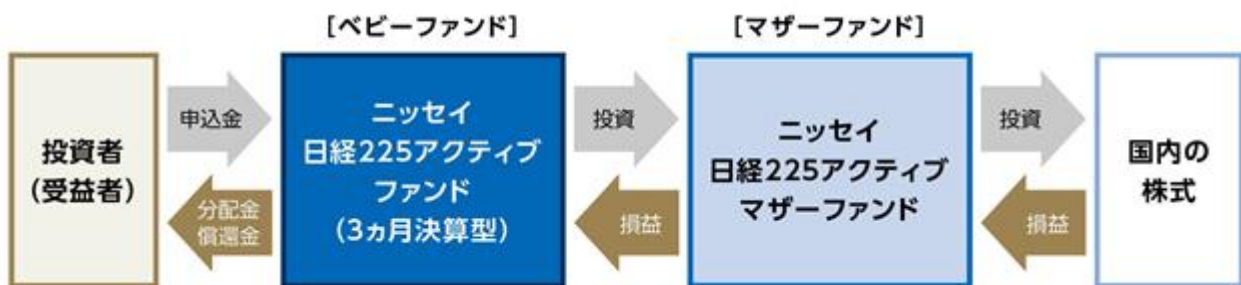 [ベビーファンド]
[マザーファンド]
投資者
(受益者)
申込金
分配金
償還金
ニッセイ
日経225アクティブ
ファンド
(3ヵ月決算型)
投資
損益
ニッセイ
日経225アクティブ
マザーファンド
投資
損益
国内の
株式